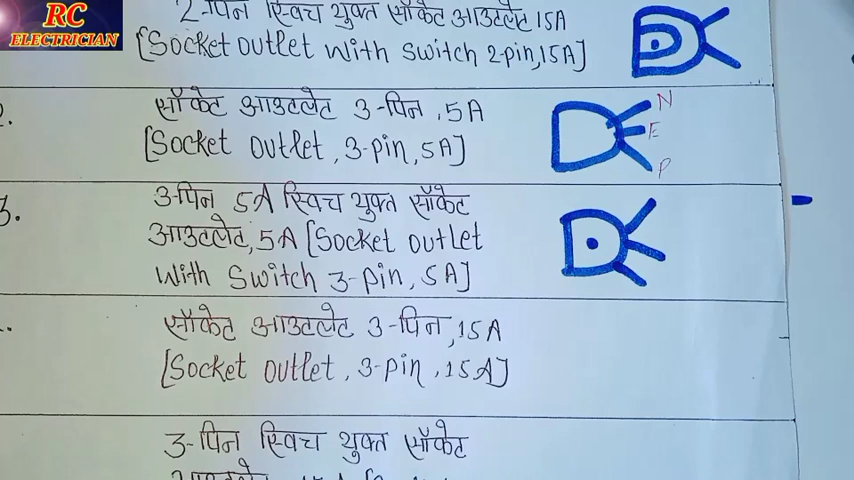 RC
ELECTRICIAN
2-पिन स्विच युक्त सॉकेट आउटलेट 15A
[Socket outlet With Switch 2-pin, 15A]
2.
सॉकेट आउटलेट 3-पिन, 5A
[Socket outlet, 3-pin, 5A]
N
E
P
3.
3-पिन 5A स्विच युक्त सॉकेट
आउटलेट, 5A [Socket outlet
With Switch 3-pin, 5A]
सॉकेट आउटलेट 3-पिन, 15A
[Socket outlet, 3-pin, 15A]
3-पिन स्विच युक्त सॉकेट